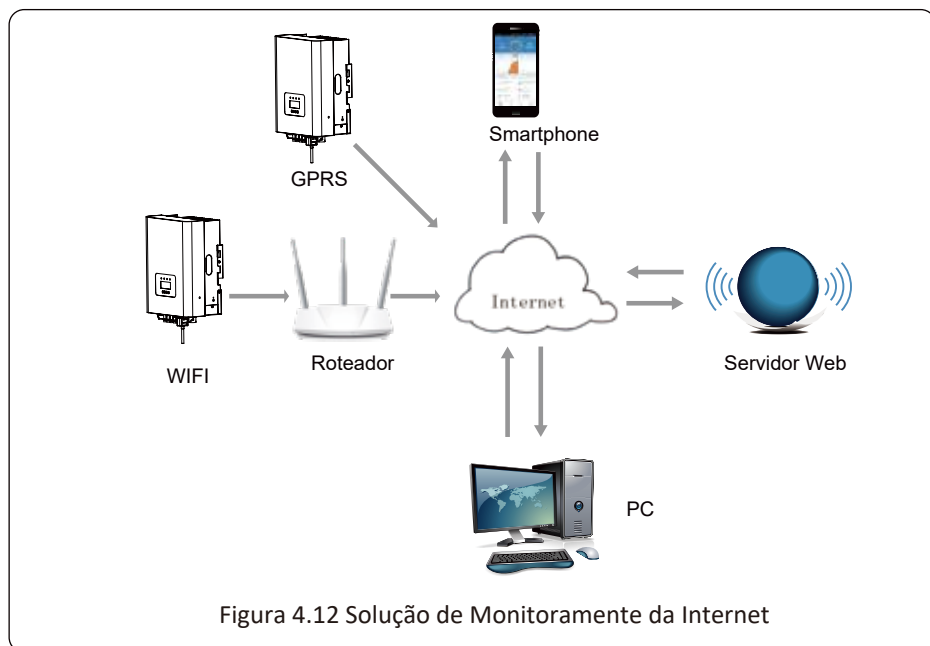 Smartphone
GPRS
Internet
WIFI
Roteador
Servidor Web
PC
Figura 4.12 Solução de Monitoramente da Internet